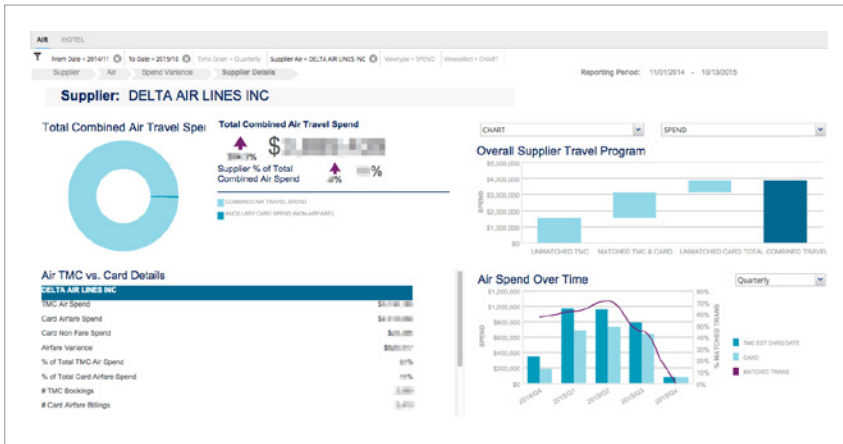 AIR HOTEL
From Date = 2014/11 To Date = 2015/10 Time Grain = Quarterly Supplier Air = DELTA AIR LINES INC Viewtype = SPEND Viewselect = CHART
Supplier Air Spend Variance Supplier Details
Reporting Period: 11/01/2014 - 10/13/2015
Supplier: DELTA AIR LINES INC
Total Combined Air Travel Spe
Total Combined Air Travel Spend
$
%
Supplier % of Total
Combined Air Spend
%
%
COMBINED AIR TRAVEL SPEND
ANCILLARY CARD SPEND (NON-AIRFARE)
CHART SPEND
Overall Supplier Travel Program
$5,000,000
$4,000,000
$3,000,000
$2,000,000
$1,000,000
$0
SPEND
UNMATCHED TMC MATCHED TMC & CARD UNMATCHED CARD TOTAL COMBINED TRAVEL
Air TMC vs. Card Details
DELTA AIR LINES INC
TMC Air Spend
Card Airfare Spend
Card Non Fare Spend
Airfare Variance
% of Total TMC Air Spend
% of Total Card Airfare Spend
# TMC Bookings
# Card Airfare Billings
Air Spend Over Time
Quarterly
$1,200,000
$1,000,000
$800,000
$600,000
$400,000
$200,000
$0
SPEND
80%
70%
60%
50%
40%
30%
20%
10%
0%
% MATCHED TRANS
2014/Q4 2015/Q1 2015/Q2 2015/Q3 2015/Q4
TMC EST CHRG DATE
CARD
MATCHED TRANS